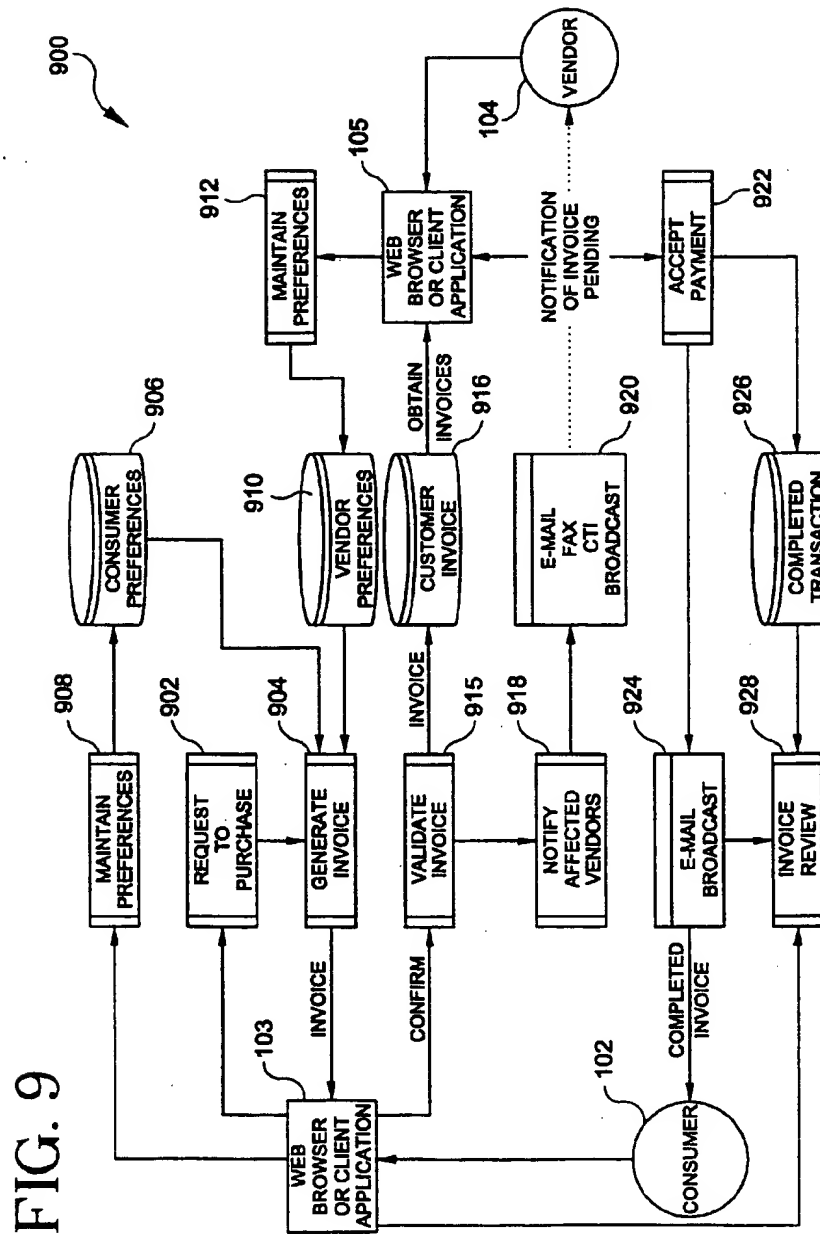 FIG. 9
900
908
MAINTAIN
PREFERENCES
906
CONSUMER
PREFERENCES
902
REQUEST
TO
PURCHASE
904
GENERATE
INVOICE
910
VENDOR
PREFERENCES
912
MAINTAIN
PREFERENCES
103
WEB
BROWSER
OR CLIENT
APPLICATION
INVOICE
CONFIRM
915
VALIDATE
INVOICE
INVOICE
916
CUSTOMER
INVOICE
OBTAIN
INVOICES
105
WEB
BROWSER
OR CLIENT
APPLICATION
104
VENDOR
918
NOTIFY
AFFECTED
VENDORS
920
E-MAIL
FAX
CTI
BROADCAST
NOTIFICATION
OF INVOICE
PENDING
102
CONSUMER
COMPLETED
INVOICE
924
E-MAIL
BROADCAST
922
ACCEPT
PAYMENT
928
INVOICE
REVIEW
926
COMPLETED
TRANSACTION